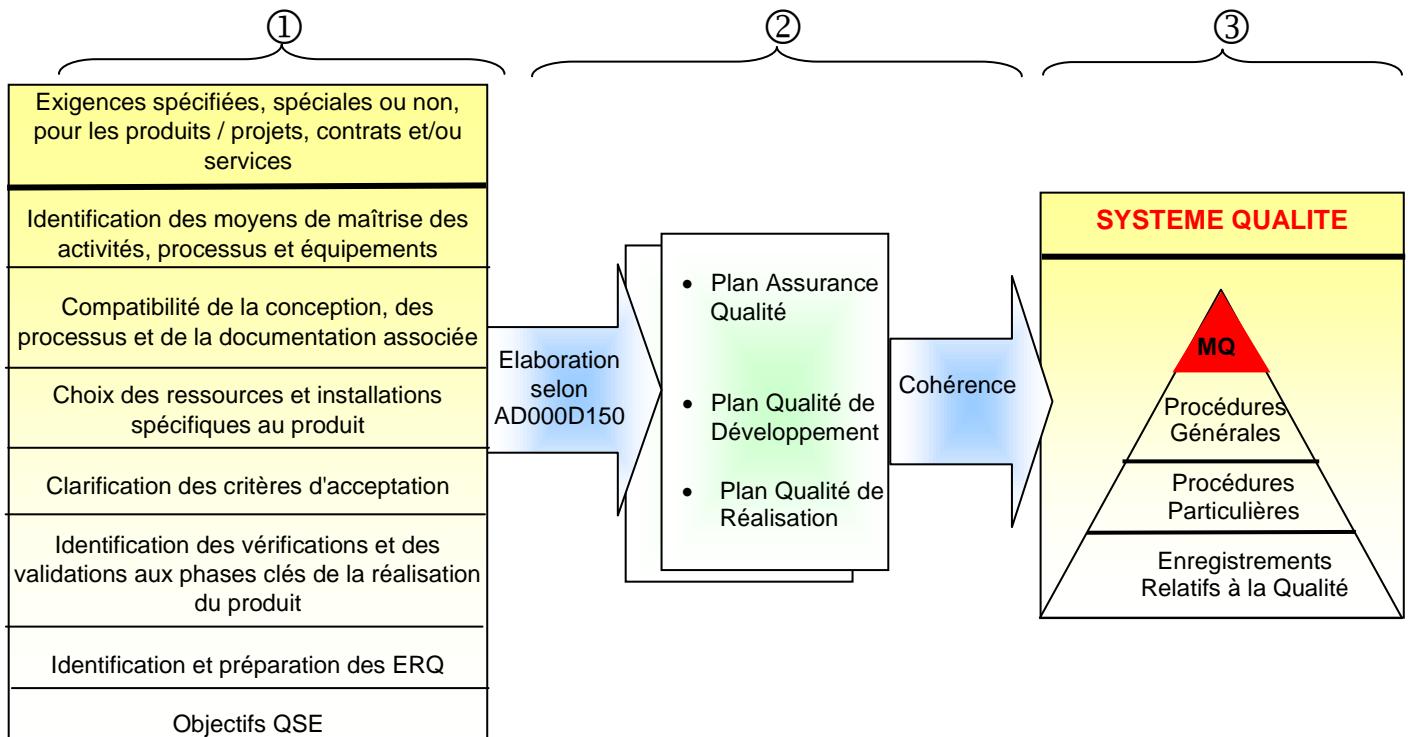 ①
②
③
Exigences spécifiées, spéciales ou non,
pour les produits / projets, contrats et/ou
services
Identification des moyens de maîtrise des
activités, processus et équipements
Compatibilité de la conception, des
processus et de la documentation associée
Choix des ressources et installations
spécifiques au produit
Clarification des critères d'acceptation
Identification des vérifications et des
validations aux phases clés de la réalisation
du produit
Identification et préparation des ERQ
Objectifs QSE
Elaboration
selon
AD000D150
• Plan Assurance
Qualité
• Plan Qualité de
Développement
• Plan Qualité de
Réalisation
Cohérence
SYSTEME QUALITE
MQ
Procédures
Générales
Procédures
Particulières
Enregistrements
Relatifs à la Qualité